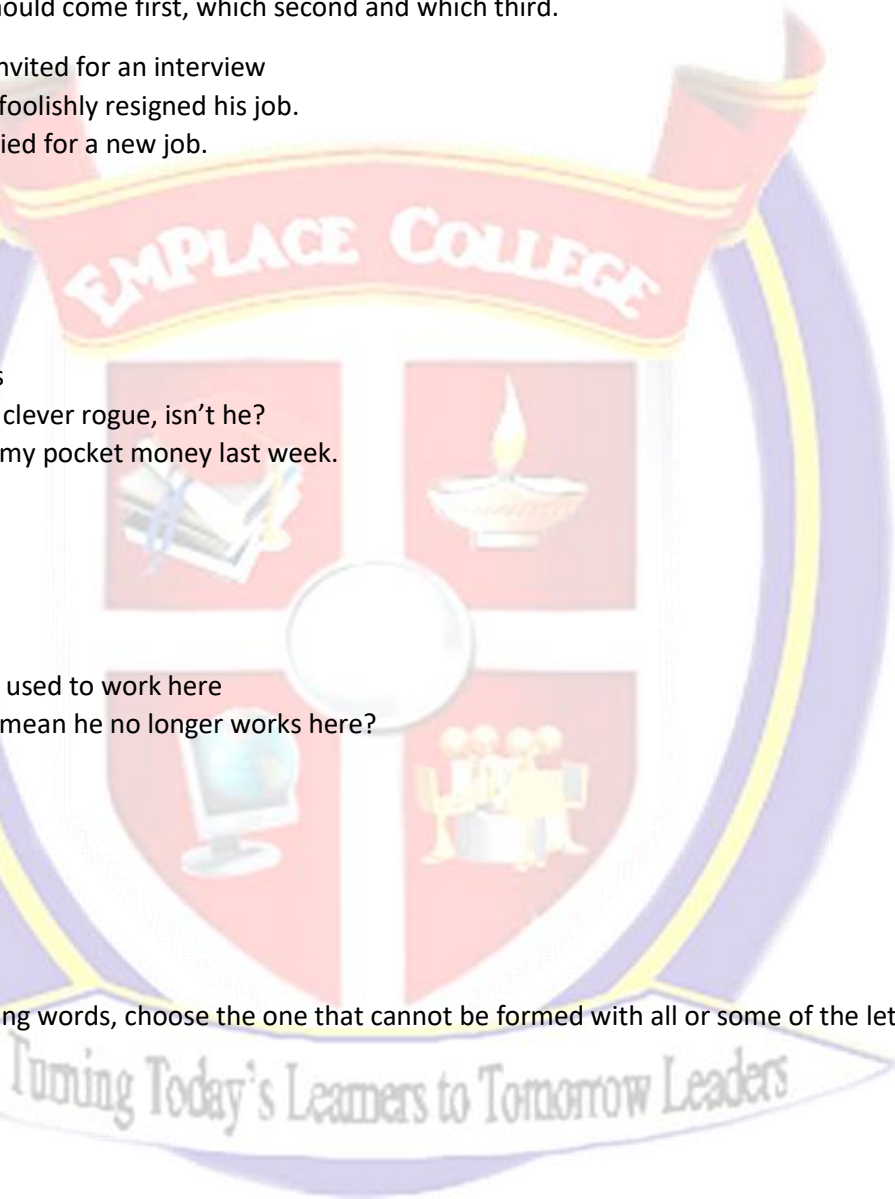 ould come first, which second and which third.
nvited for an interview
foolishly resigned his job.
ied for a new job.
EMPLACE COLLEGE
s
clever rogue, isn't he?
my pocket money last week.
used to work here
mean he no longer works here?
ng words, choose the one that cannot be formed with all or some of the let
Turning Today's Learners to Tomorrow Leaders